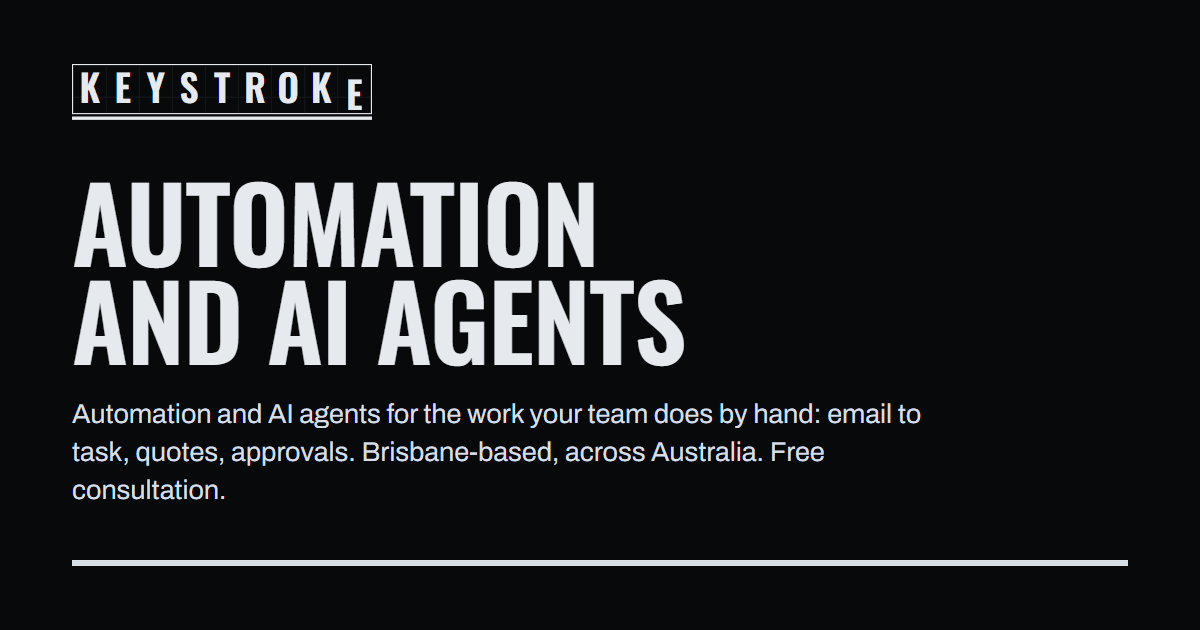 KEYSTROKE
AUTOMATION
AND AI AGENTS
Automation and AI agents for the work your team does by hand: email to
task, quotes, approvals. Brisbane-based, across Australia. Free
consultation.